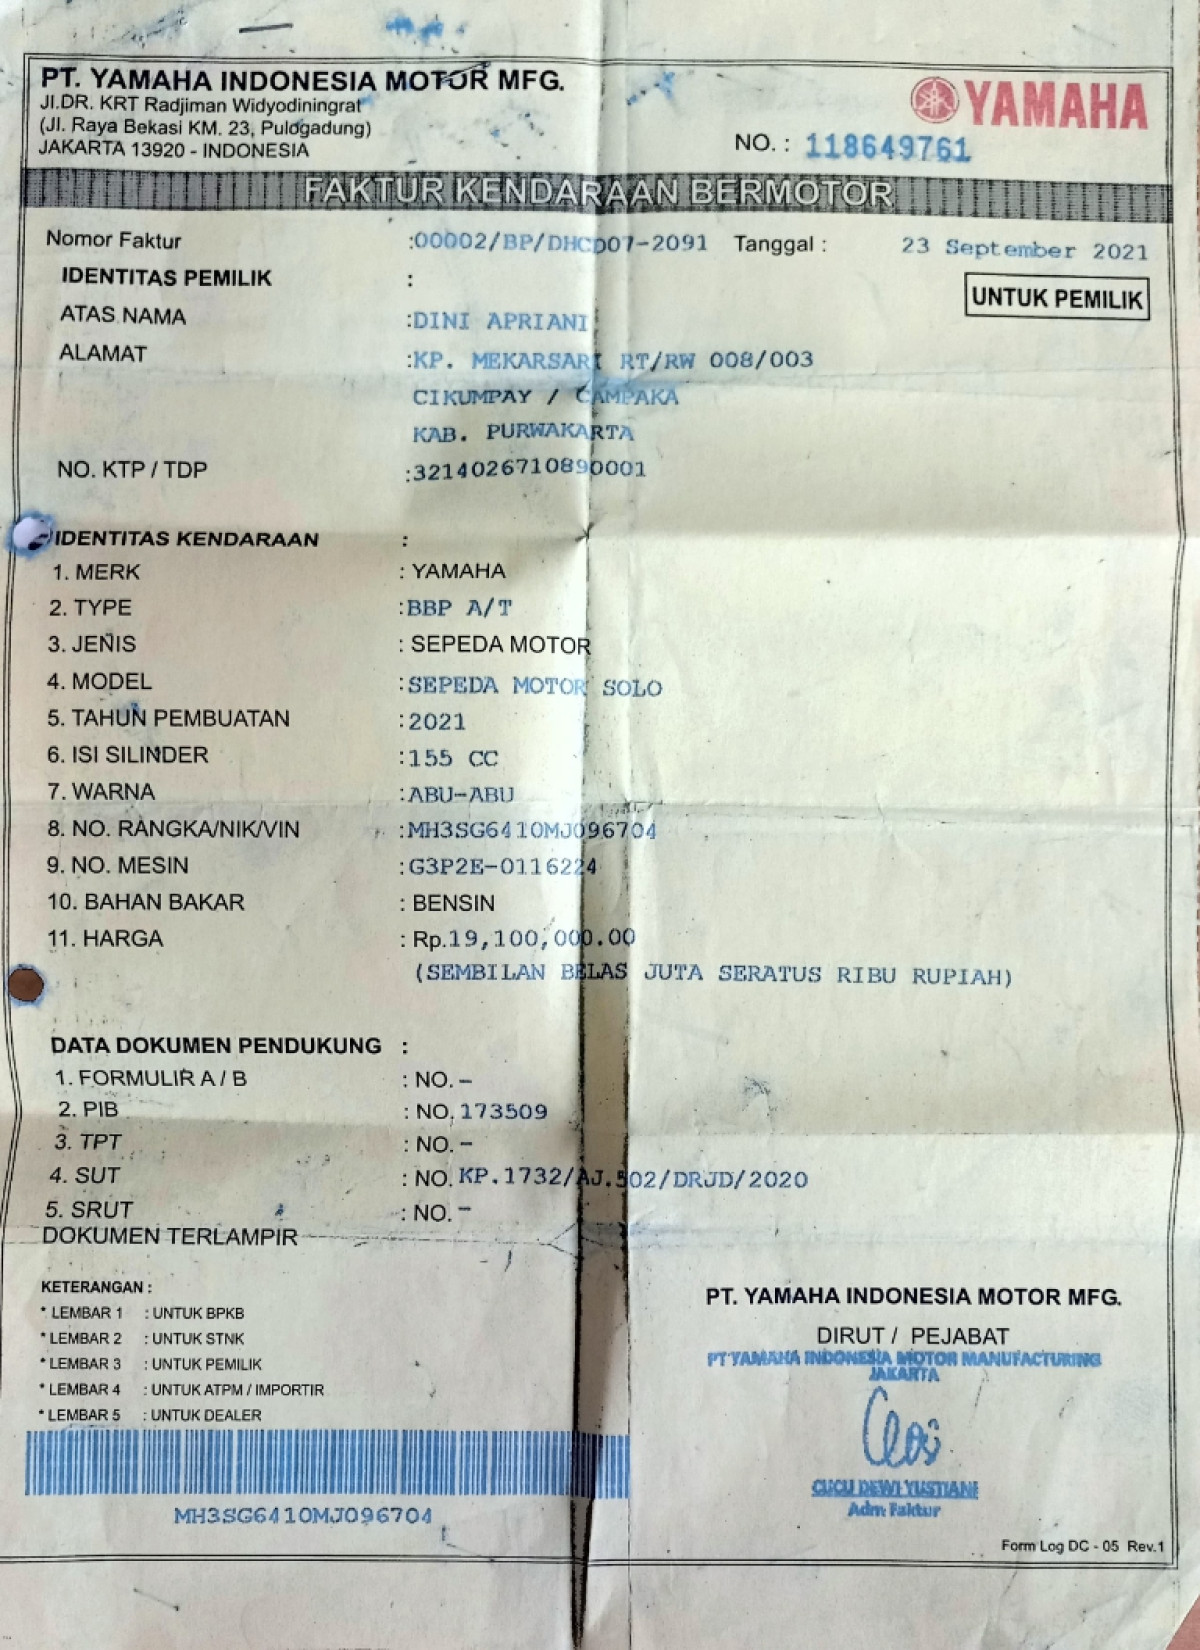 PT. YAMAHA INDONESIA MOTOR MFG.
Jl.DR. KRT Radjiman Widyodiningrat
(Jl. Raya Bekasi KM. 23, Pulogadung)
JAKARTA 13920 - INDONESIA
YAMAHA
NO. : 118649761
FAKTUR KENDARAAN BERMOTOR
Nomor Faktur :00002/BP/DHCD07-2091 Tanggal : 23 September 2021
IDENTITAS PEMILIK :
UNTUK PEMILIK
ATAS NAMA :DINI APRIANI
ALAMAT :KP. MEKARSARI RT/RW 008/003
CIKUMPAY / CAMPAKA
KAB. PURWAKARTA
NO. KTP / TDP :3214026710890001
IDENTITAS KENDARAAN :
1. MERK : YAMAHA
2. TYPE :BBP A/T
3. JENIS : SEPEDA MOTOR
4. MODEL :SEPEDA MOTOR SOLO
5. TAHUN PEMBUATAN :2021
6. ISI SILINDER :155 CC
7. WARNA :ABU-ABU
8. NO. RANGKA/NIK/VIN :MH3SG6410MJ096704
9. NO. MESIN :G3P2E-0116224
10. BAHAN BAKAR : BENSIN
11. HARGA : Rp.19,100,000.00
(SEMBILAN BELAS JUTA SERATUS RIBU RUPIAH)
DATA DOKUMEN PENDUKUNG :
1. FORMULIR A / B : NO. -
2. PIB : NO. 173509
3. TPT : NO. -
4. SUT : NO. KP.1732/AJ.502/DRJD/2020
5. SRUT : NO. -
DOKUMEN TERLAMPIR
KETERANGAN :
* LEMBAR 1 : UNTUK BPKB
* LEMBAR 2 : UNTUK STNK
* LEMBAR 3 : UNTUK PEMILIK
* LEMBAR 4 : UNTUK ATPM / IMPORTIR
* LEMBAR 5 : UNTUK DEALER
MH3SG6410MJ096704
PT. YAMAHA INDONESIA MOTOR MFG.
DIRUT / PEJABAT
PT YAMAHA INDONESIA MOTOR MANUFACTURING
JAKARTA
CUCU DEWI YUSTIANI
Adm Faktur
Form Log DC - 05 Rev.1